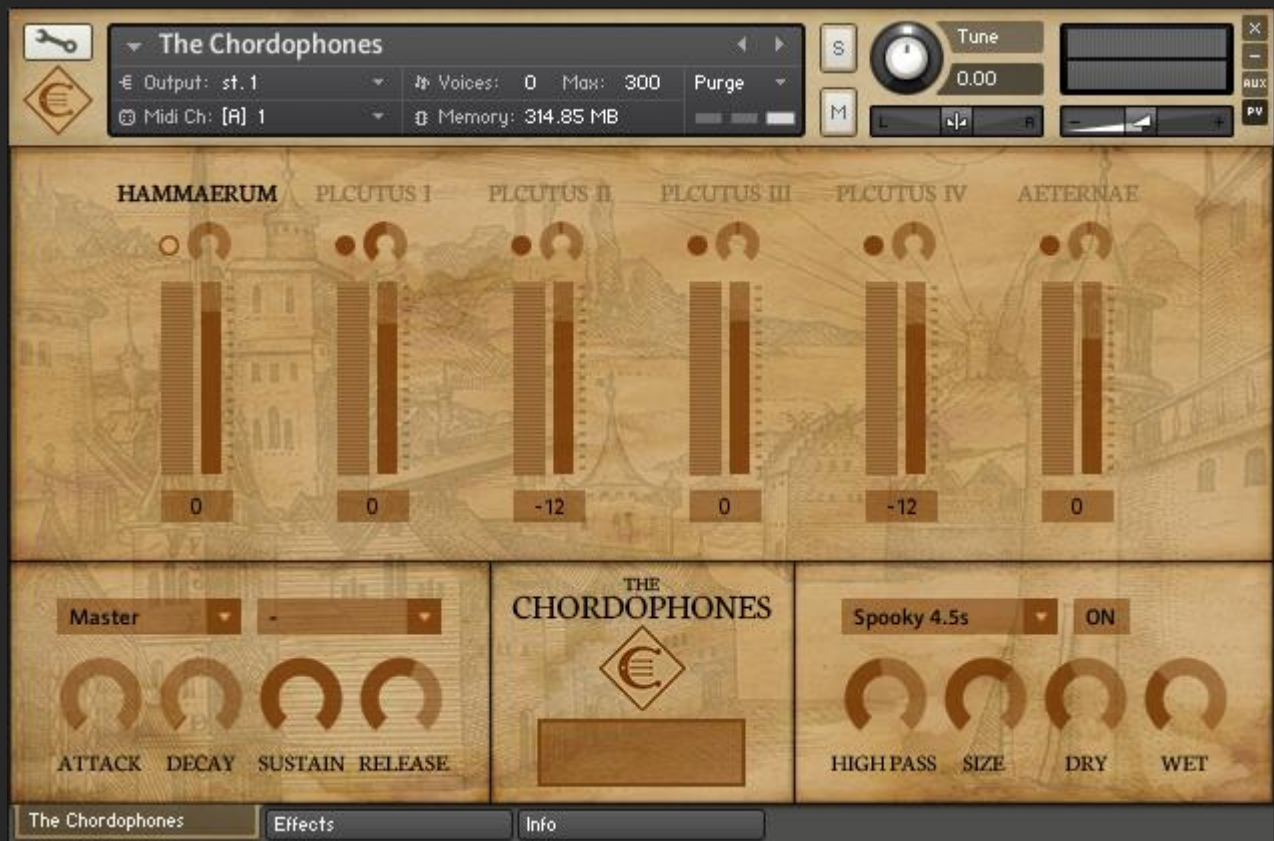 The Chordophones
Output: st. 1
Voices: 0 Max: 300
Purge
Midi Ch: [A] 1
Memory: 314.85 MB
S
M
Tune
0.00
L R
- +
X
-
AUX
PV
HAMMAERUM PLCUTUS I PLCUTUS II PLCUTUS III PLCUTUS IV AETERNAE
0 0 -12 0 -12 0
Master
-
THE
CHORDOPHONES
Spooky 4.5s
ON
ATTACK DECAY SUSTAIN RELEASE
HIGH PASS SIZE DRY WET
The Chordophones Effects Info